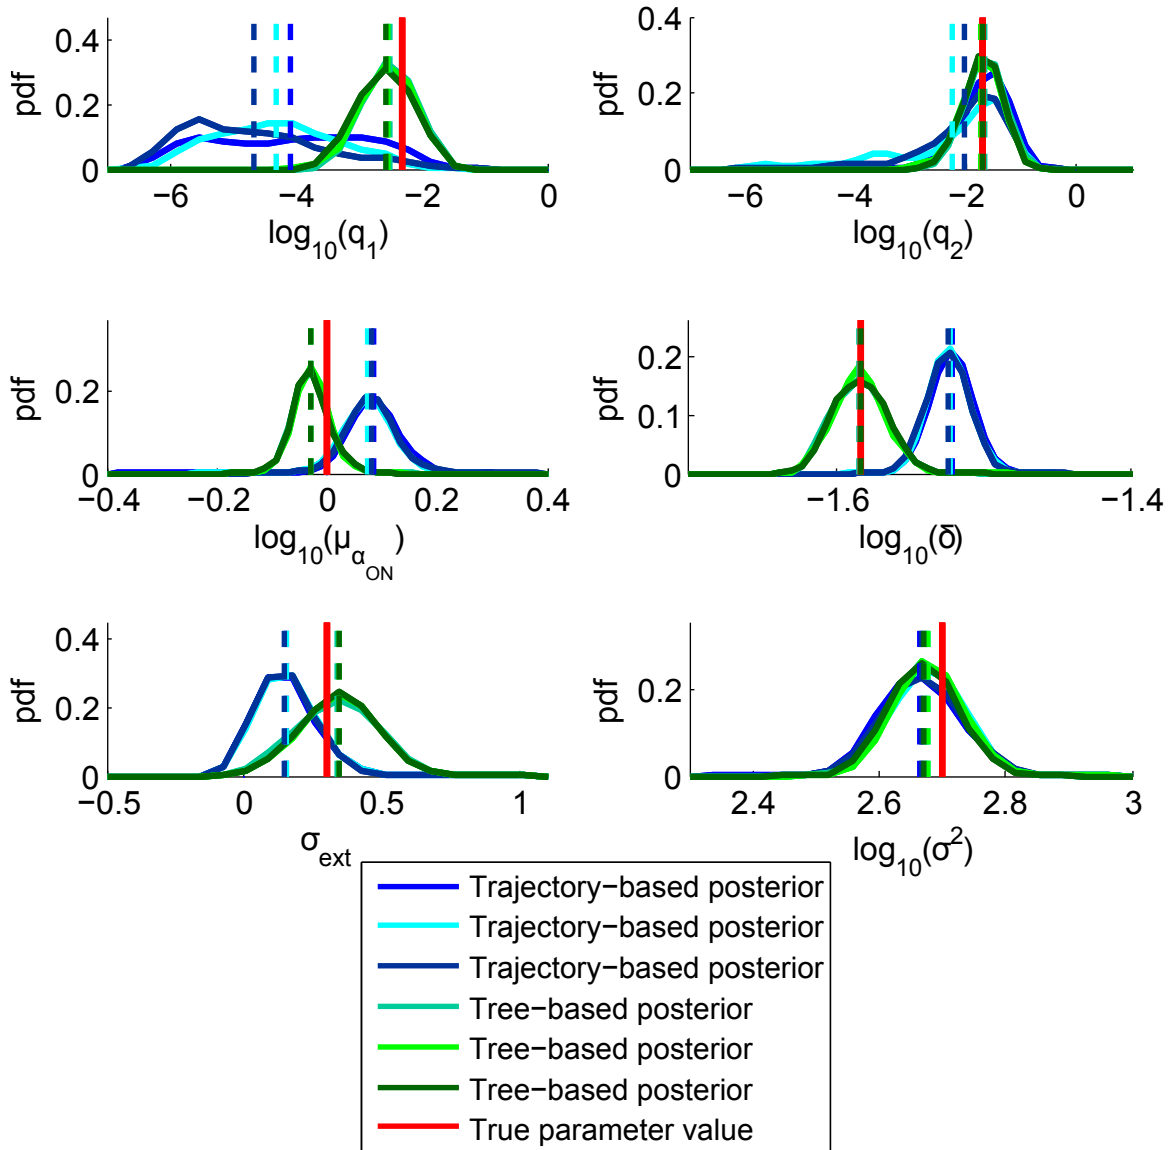 pdf
0.4
0.2
0
−6
−4
−2
0
log10(q1)
pdf
0.4
0.2
0
−6
−4
−2
0
log10(q2)
pdf
0.2
0
−0.4
−0.2
0
0.2
0.4
log10(μαON)
pdf
0.2
0.1
0
−1.6
−1.4
log10(δ)
pdf
0.4
0.2
0
−0.5
0
0.5
1
σext
pdf
0.2
0
2.4
2.6
2.8
3
log10(σ2)
Trajectory−based posterior
Trajectory−based posterior
Trajectory−based posterior
Tree−based posterior
Tree−based posterior
Tree−based posterior
True parameter value